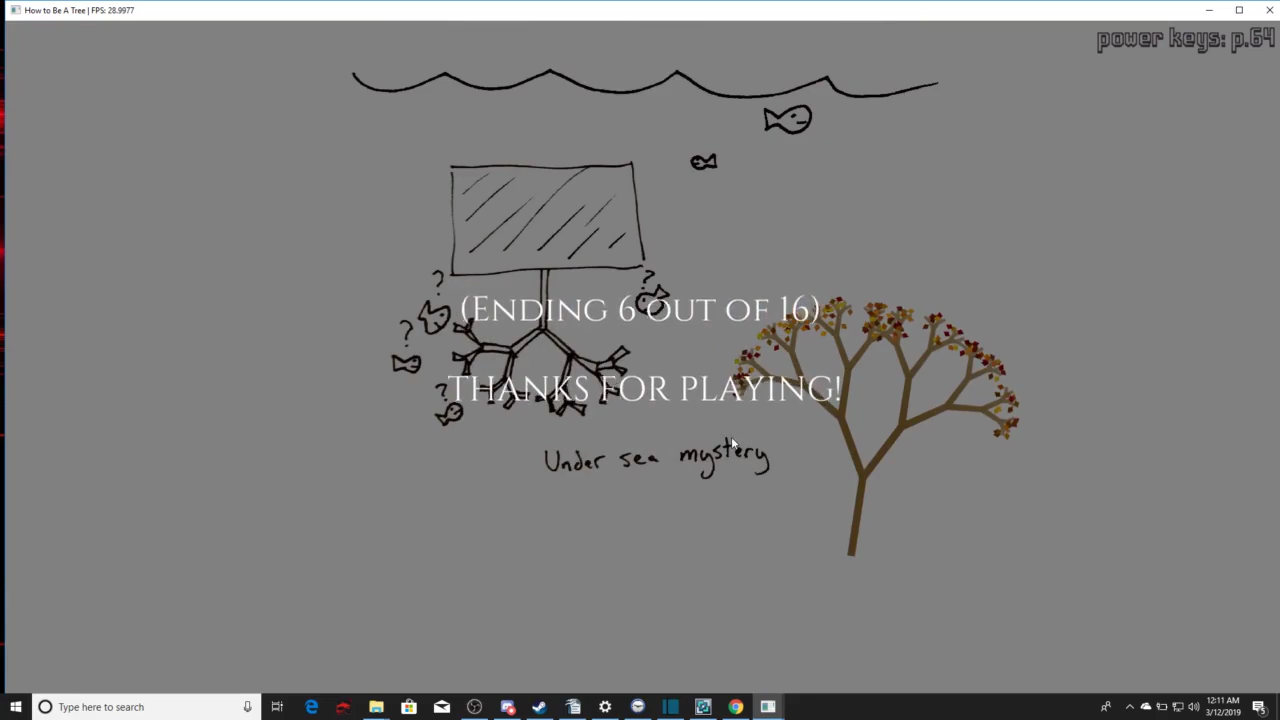 How to Be A Tree | FPS: 28.9977
power keys: p.64
?
?
?
?
(Ending 6 out of 16)
THANKS FOR PLAYING!
Under sea mystery
Type here to search
12:11 AM
3/12/2019
5